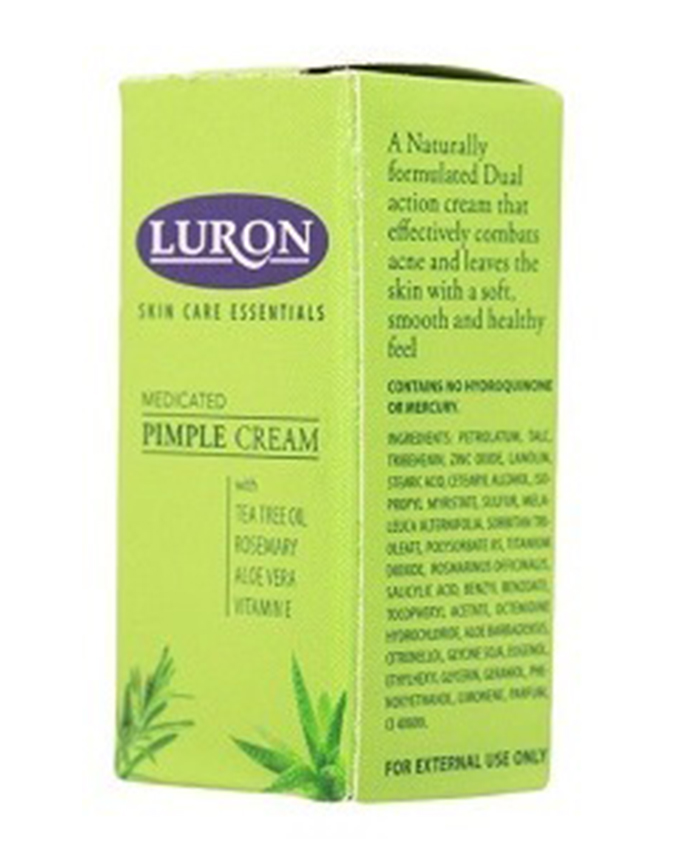 LURON
SKIN CARE ESSENTIALS
MEDICATED
PIMPLE CREAM
with
TEA TREE OIL
ROSEMARY
ALOE VERA
VITAMIN E
A Naturally
formulated Dual
action cream that
effectively combats
acne and leaves the
skin with a soft,
smooth and healthy
feel
CONTAINS NO HYDROQUINONE
OR MERCURY.
INGREDIENTS: PETROLATUM, TALC,
TRIBEHENIN, ZINC OXIDE, LANOLIN,
STEARIC ACID, CETEARYL ALCOHOL, ISO-
PROPYL MYRISTATE, SULFUR, MELA-
LEUCA ALTERNIFOLIA, SORBITAN TRI-
OLEATE, POLYSORBATE 85, TITANIUM
DIOXIDE, ROSMARINUS OFFICINALIS,
SALICYLIC ACID, BENZYL BENZOATE,
TOCOPHERYL ACETATE, OCTENIDINE
HYDROCHLORIDE, ALOE BARBADENSIS,
CITRONELLOL, GLYCINE SOJA, EUGENOL,
ETHYLHEXYL GLYCERIN, GERANIOL, PHE-
NOXYETHANOL, LIMONENE, PARFUM,
FOR EXTERNAL USE ONLY